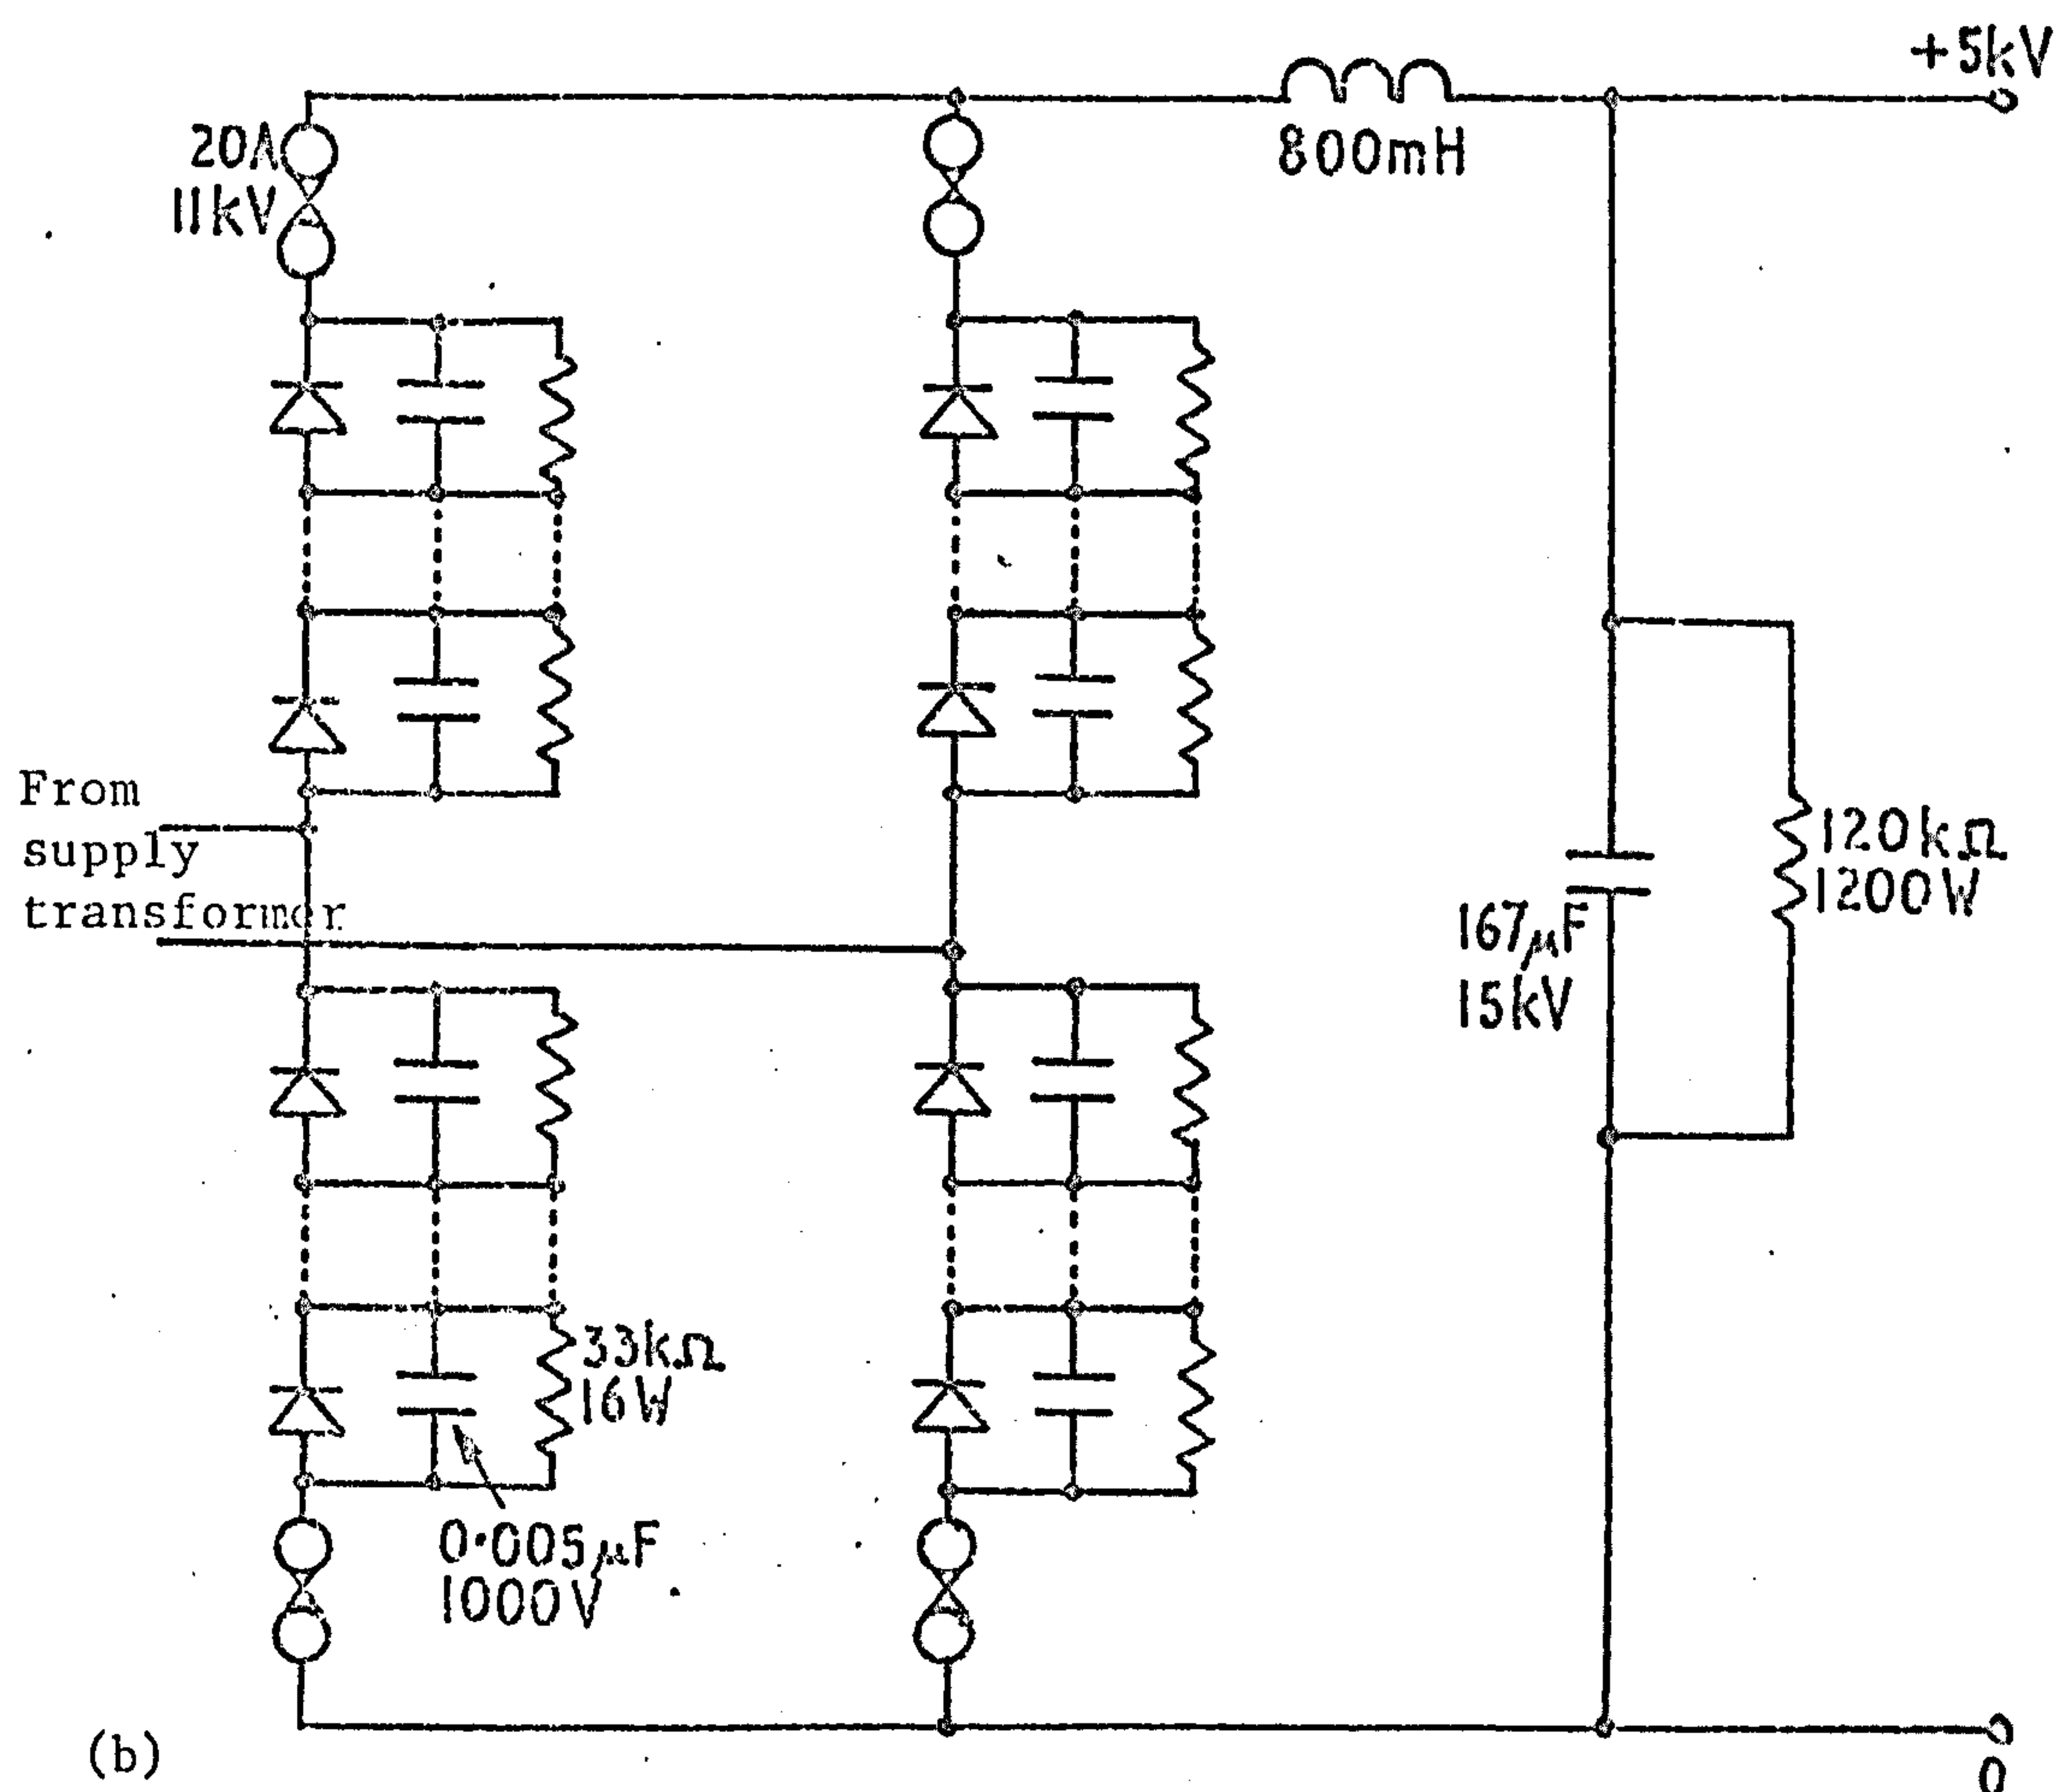 +5kV
20A
11kV
800mH
From
supply
transformer
120kΩ
1200W
167μF
15kV
33kΩ
16W
0·005μF
1000V
(b)
0